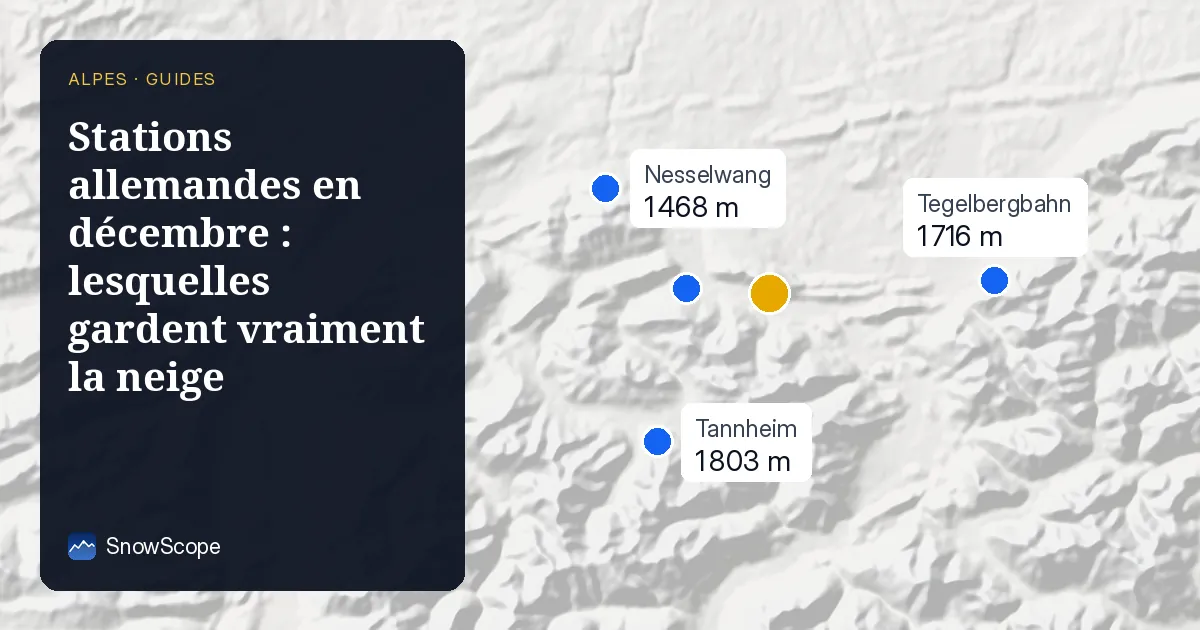 ALPES · GUIDES
Stations
allemandes en
décembre :
lesquelles
gardent vraiment
la neige
SnowScope
Nesselwang
1468 m
Tegelbergbahn
1716 m
Tannheim
1803 m